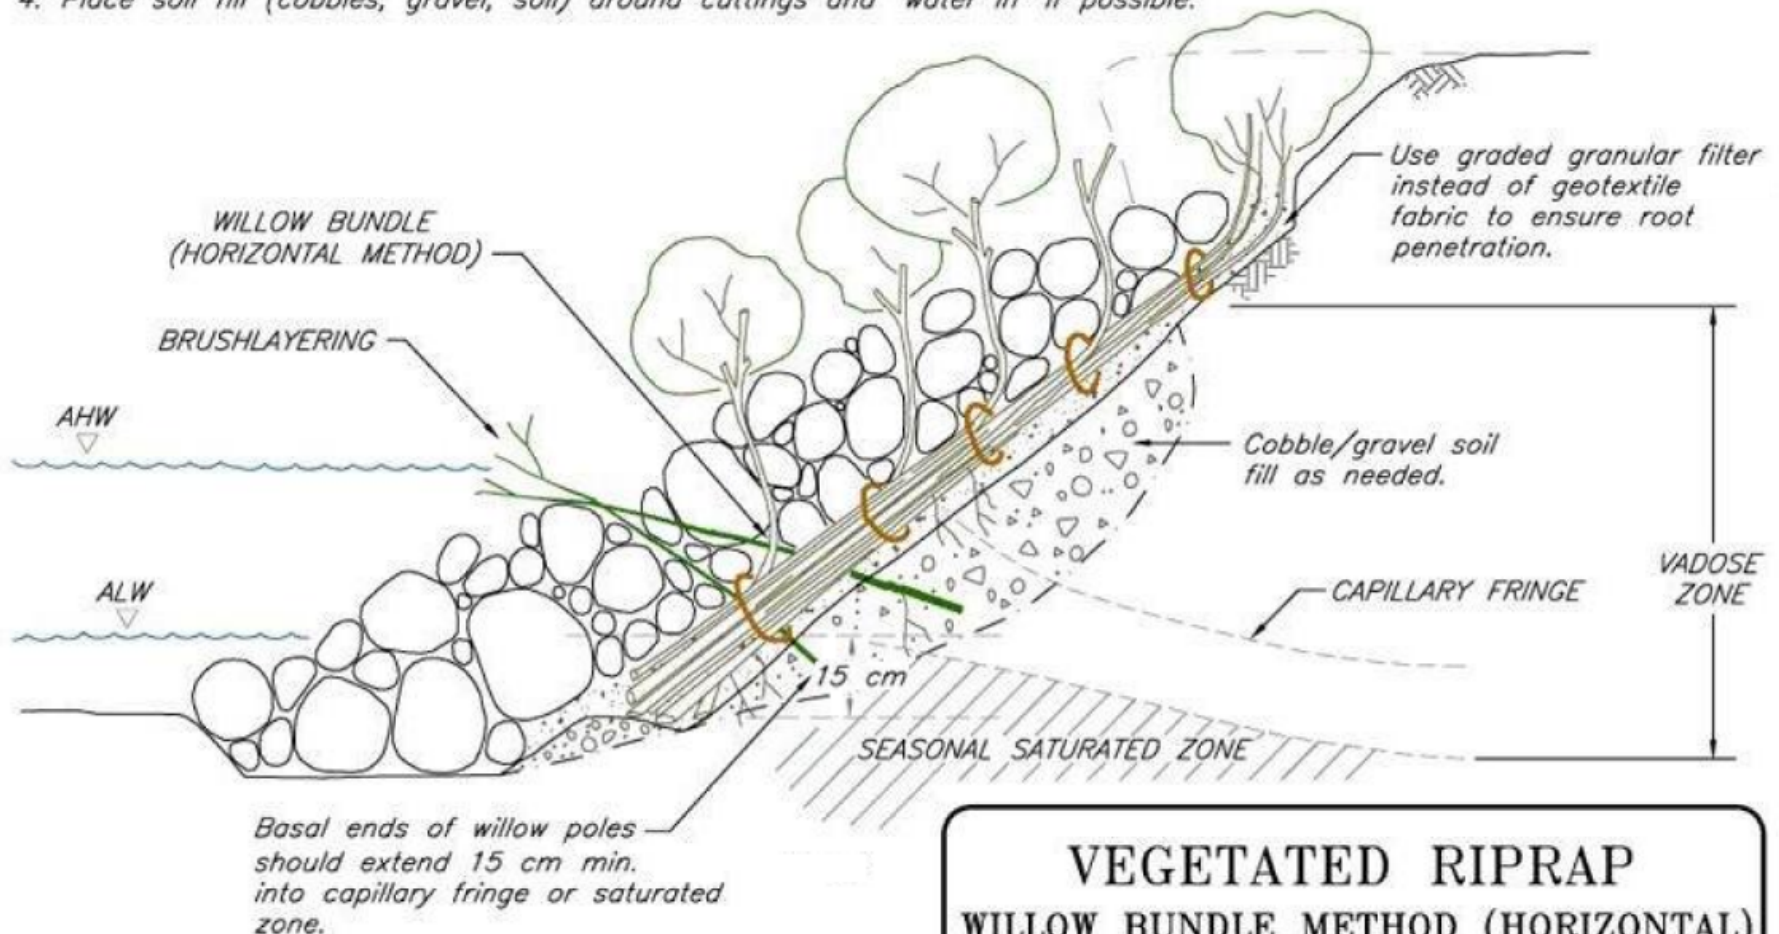 4. Place soil fill (cobbles, gravel, soil) around cuttings and "water in" if possible.
Use graded granular filter
instead of geotextile
fabric to ensure root
penetration.
WILLOW BUNDLE
(HORIZONTAL METHOD)
BRUSHLAYERING
AHW
Cobble/gravel soil
fill as needed.
ALW
VADOSE
ZONE
CAPILLARY FRINGE
15 cm
SEASONAL SATURATED ZONE
Basal ends of willow poles
should extend 15 cm min.
into capillary fringe or saturated
zone.
VEGETATED RIPRAP
WILLOW BUNDLE METHOD (HORIZONTAL)